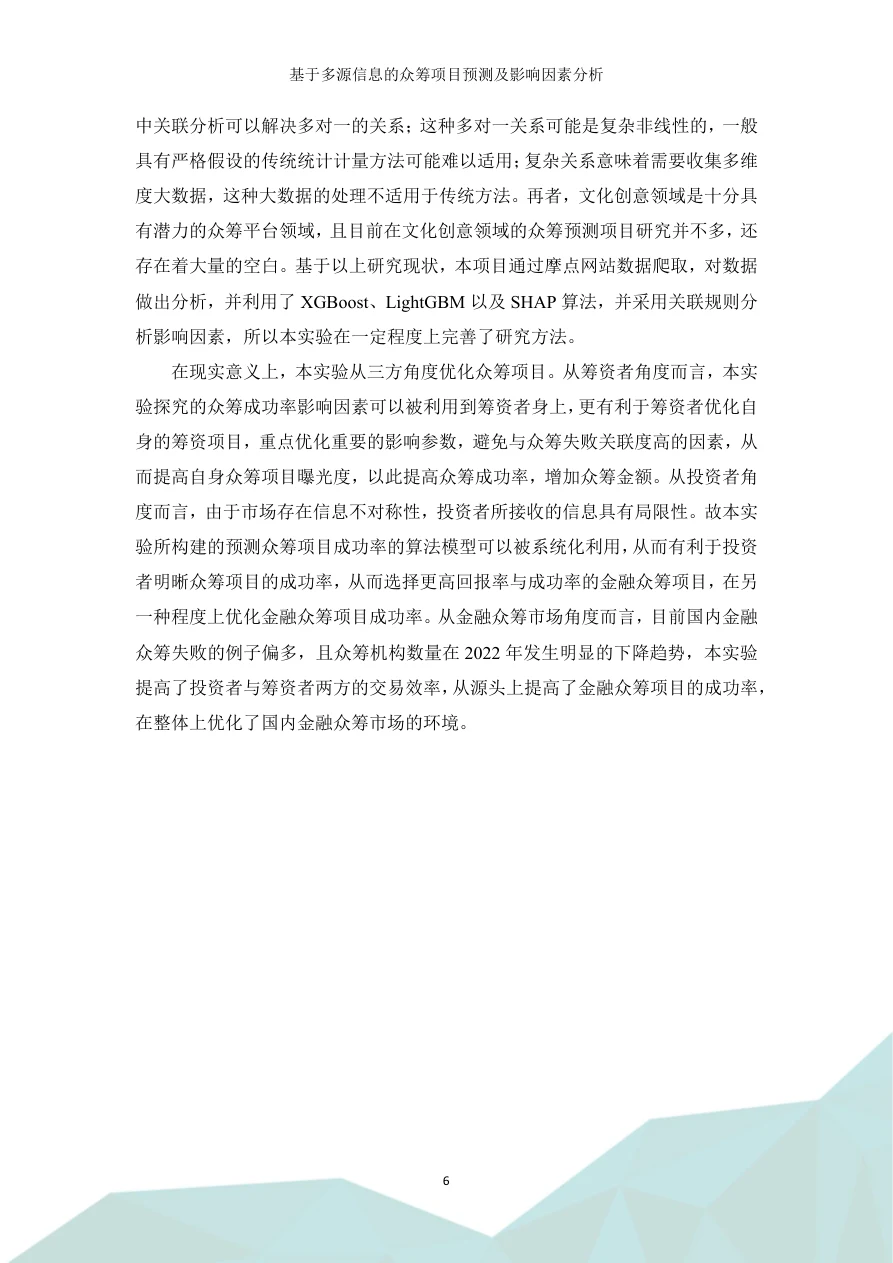 基于多源信息的众筹项目预测及影响因素分析
中关联分析可以解决多对一的关系；这种多对一关系可能是复杂非线性的，一般
具有严格假设的传统统计计量方法可能难以适用；复杂关系意味着需要收集多维
度大数据，这种大数据的处理不适用于传统方法。再者，文化创意领域是十分具
有潜力的众筹平台领域，且目前在文化创意领域的众筹预测项目研究并不多，还
存在着大量的空白。基于以上研究现状，本项目通过摩点网站数据爬取，对数据
做出分析，并利用了 XGBoost、LightGBM 以及 SHAP 算法，并采用关联规则分
析影响因素，所以本实验在一定程度上完善了研究方法。
在现实意义上，本实验从三方角度优化众筹项目。从筹资者角度而言，本实
验探究的众筹成功率影响因素可以被利用到筹资者身上，更有利于筹资者优化自
身的筹资项目，重点优化重要的影响参数，避免与众筹失败关联度高的因素，从
而提高自身众筹项目曝光度，以此提高众筹成功率，增加众筹金额。从投资者角
度而言，由于市场存在信息不对称性，投资者所接收的信息具有局限性。故本实
验所构建的预测众筹项目成功率的算法模型可以被系统化利用，从而有利于投资
者明晰众筹项目的成功率，从而选择更高回报率与成功率的金融众筹项目，在另
一种程度上优化金融众筹项目成功率。从金融众筹市场角度而言，目前国内金融
众筹失败的例子偏多，且众筹机构数量在 2022 年发生明显的下降趋势，本实验
提高了投资者与筹资者两方的交易效率，从源头上提高了金融众筹项目的成功率，
在整体上优化了国内金融众筹市场的环境。
6